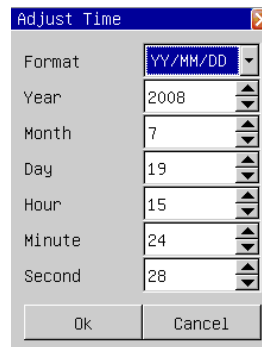 Adjust Time
Format YY/MM/DD
Year 2008
Month 7
Day 19
Hour 15
Minute 24
Second 28
Ok Cancel